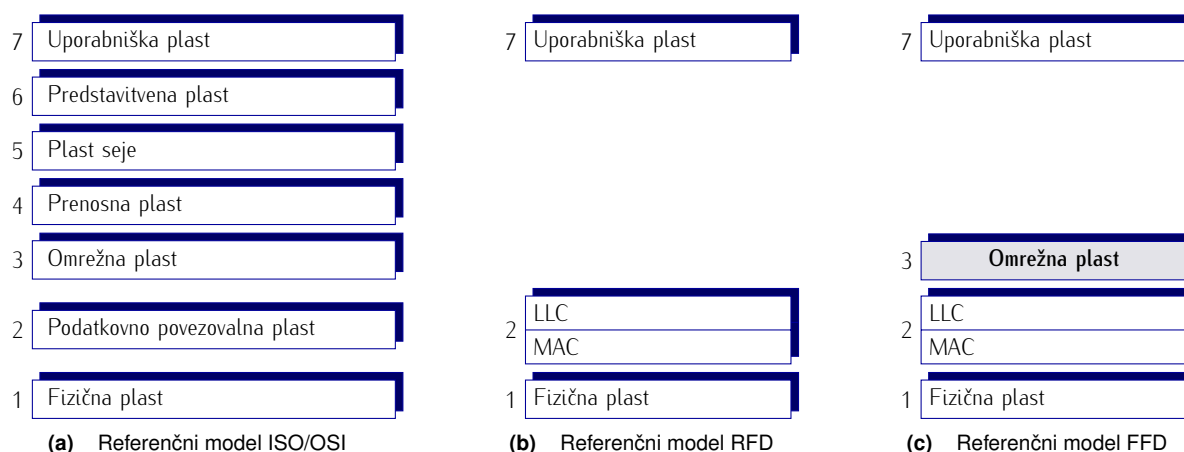 7 Uporabniška plast
6 Predstavitvena plast
5 Plast seje
4 Prenosna plast
3 Omrežna plast
2 Podatkovno povezovalna plast
1 Fizična plast
(a) Referenčni model ISO/OSI
7 Uporabniška plast
2
LLC
MAC
1 Fizična plast
(b) Referenčni model RFD
7 Uporabniška plast
3 Omrežna plast
2
LLC
MAC
1 Fizična plast
(c) Referenčni model FFD